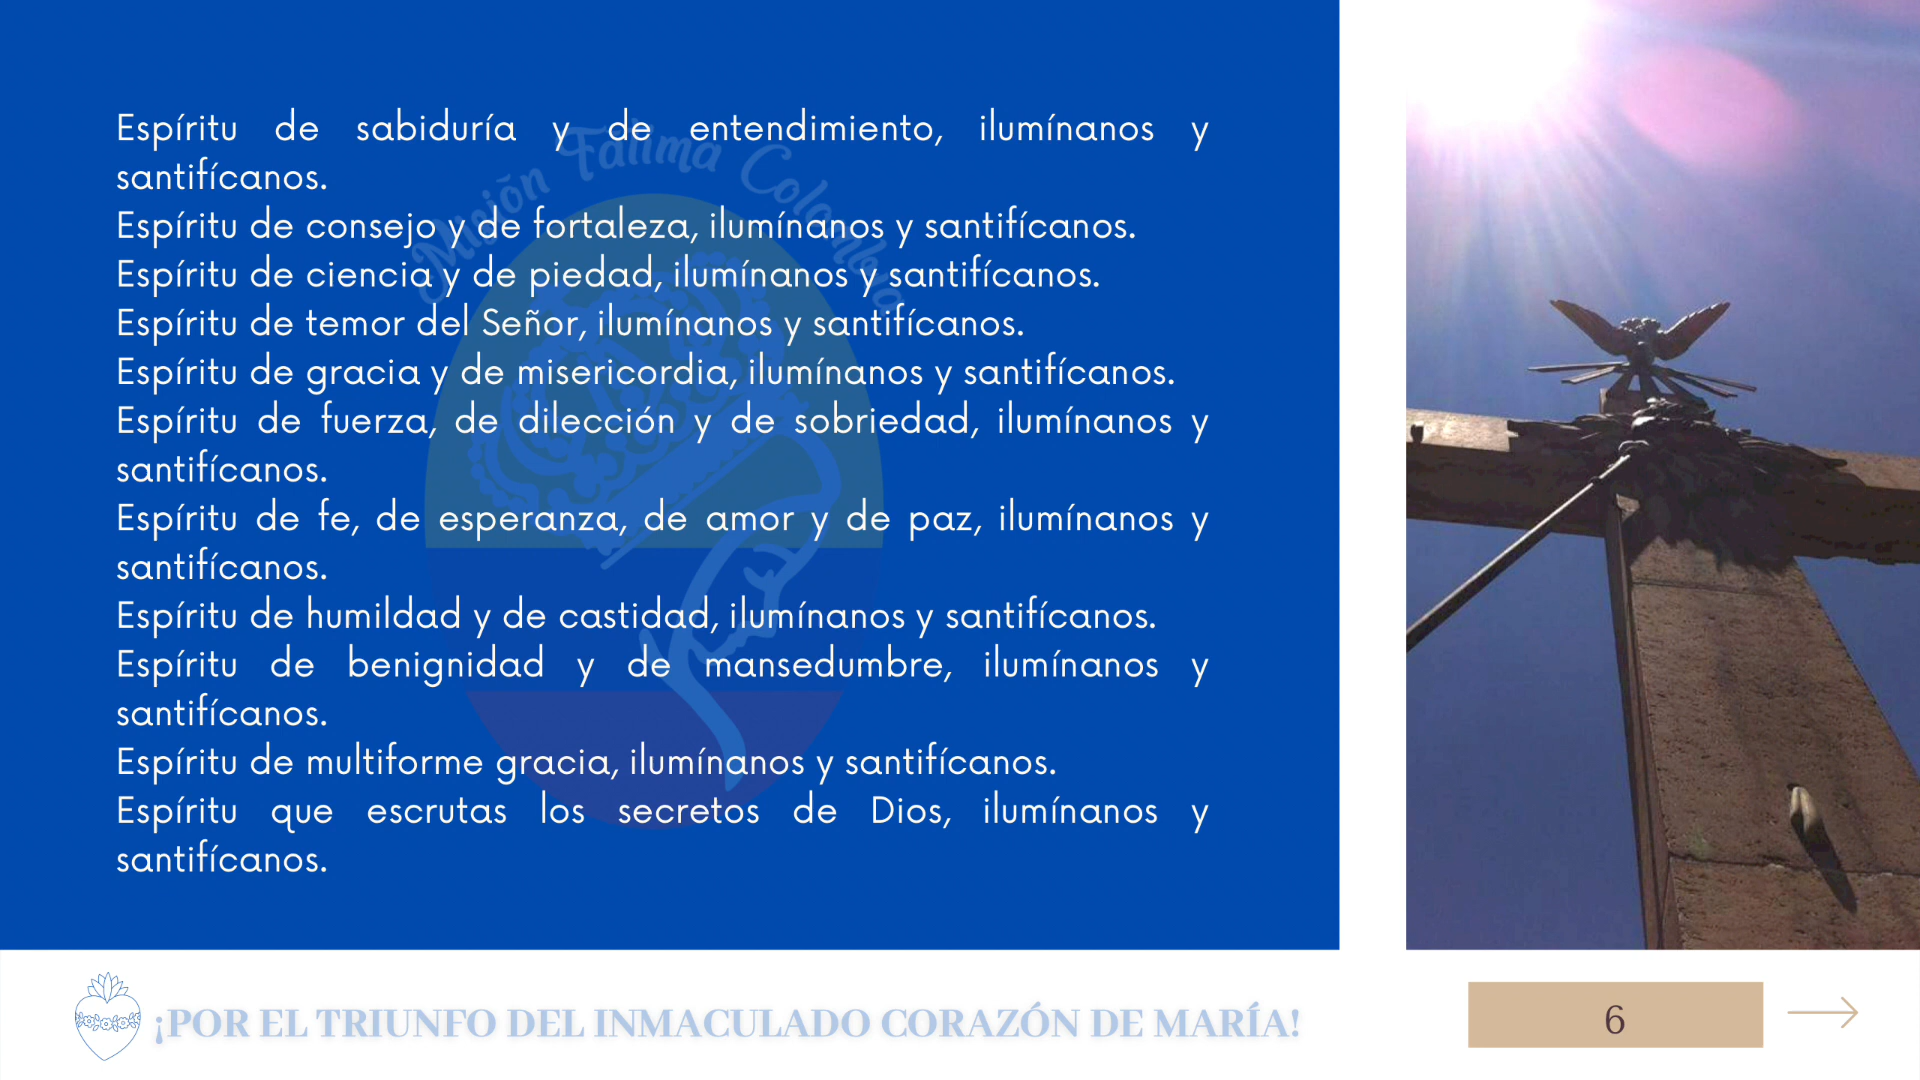 Espíritu de sabiduría y de entendimiento, ilumínanos y
santifícanos.
Espíritu de consejo y de fortaleza, ilumínanos y santifícanos.
Espíritu de ciencia y de piedad, ilumínanos y santifícanos.
Espíritu de temor del Señor, ilumínanos y santifícanos.
Espíritu de gracia y de misericordia, ilumínanos y santifícanos.
Espíritu de fuerza, de dilección y de sobriedad, ilumínanos y
santifícanos.
Espíritu de fe, de esperanza, de amor y de paz, ilumínanos y
santifícanos.
Espíritu de humildad y de castidad, ilumínanos y santifícanos.
Espíritu de benignidad y de mansedumbre, ilumínanos y
santifícanos.
Espíritu de multiforme gracia, ilumínanos y santifícanos.
Espíritu que escrutas los secretos de Dios, ilumínanos y
santifícanos.
Misión Fátima Colombia
¡POR EL TRIUNFO DEL INMACULADO CORAZÓN DE MARÍA!
6